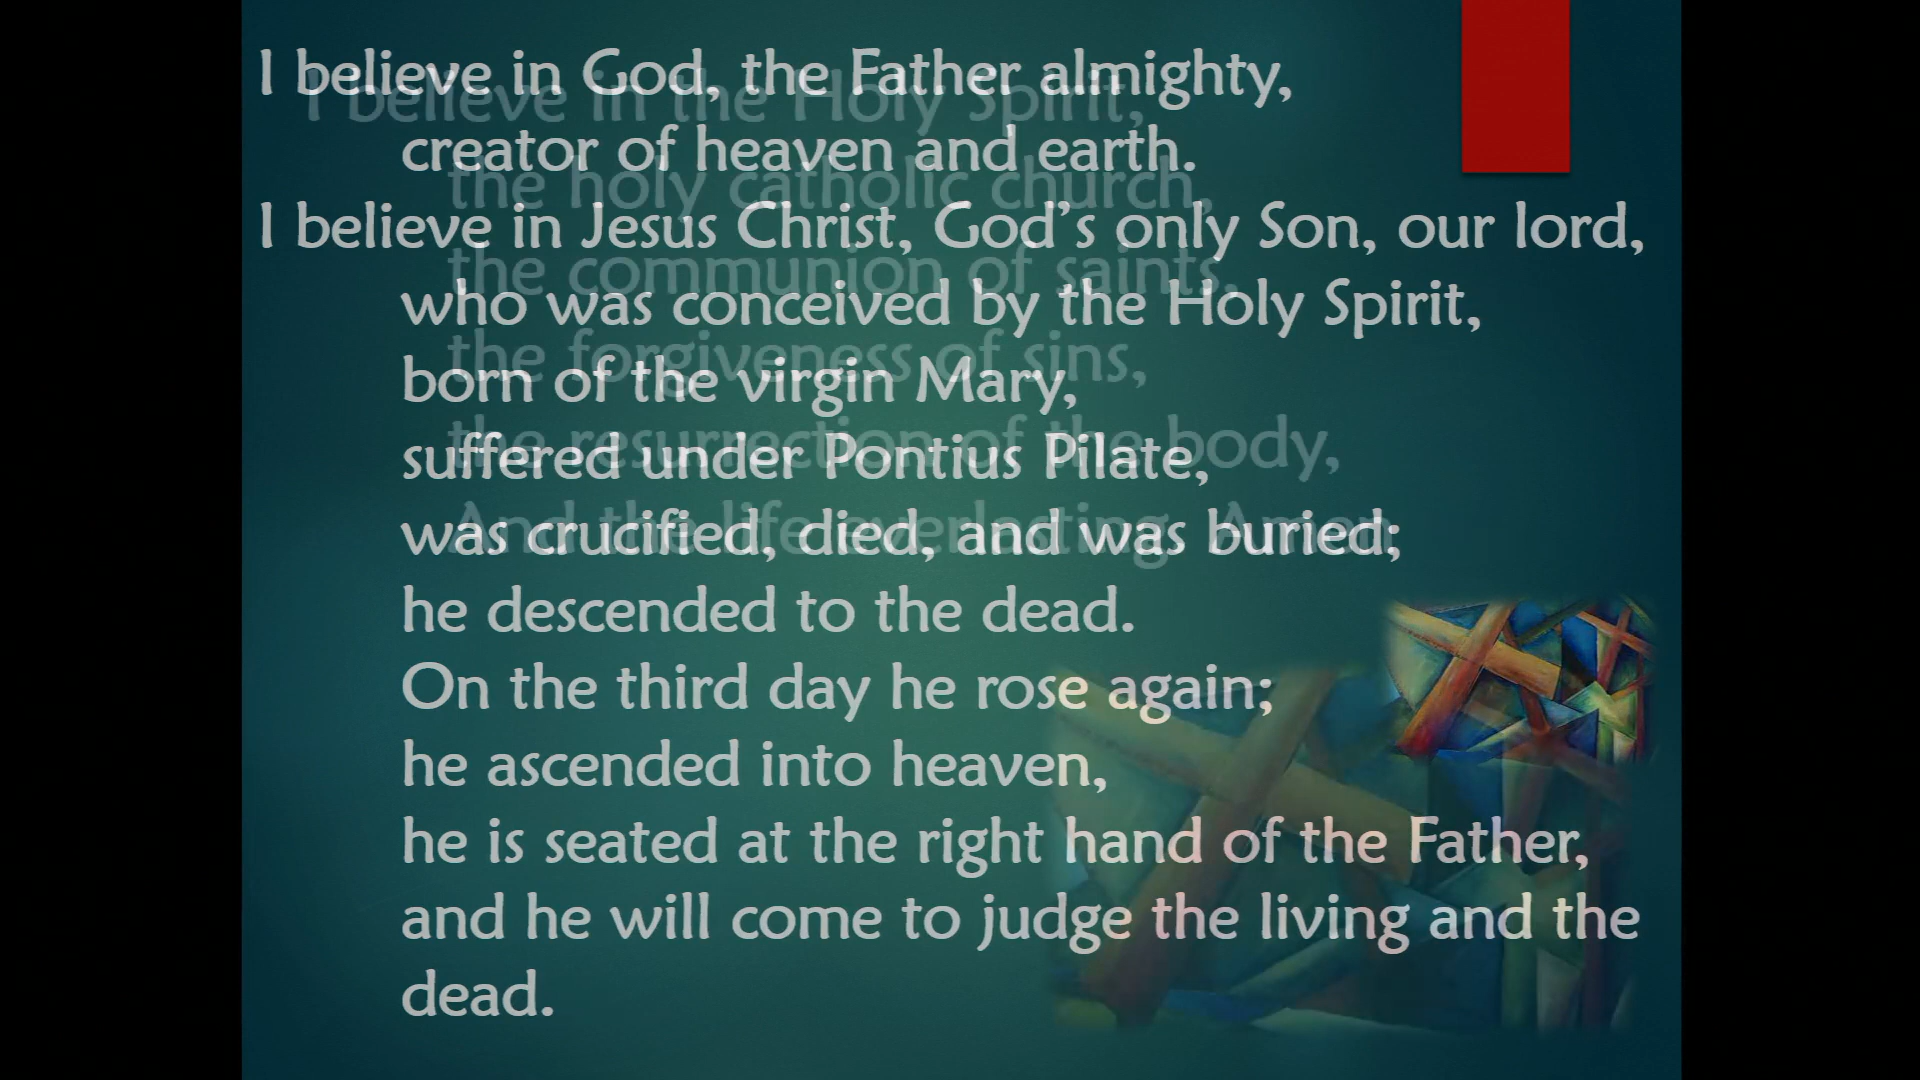 I believe in God, the Father almighty,
creator of heaven and earth.
I believe in Jesus Christ, God's only Son, our lord,
who was conceived by the Holy Spirit,
born of the virgin Mary,
suffered under Pontius Pilate,
was crucified, died, and was buried;
he descended to the dead.
On the third day he rose again;
he ascended into heaven,
he is seated at the right hand of the Father,
and he will come to judge the living and the
dead.
I believe in the Holy Spirit,
the holy catholic church,
the communion of saints,
the forgiveness of sins,
the resurrection of the body,
And the life everlasting. Amen